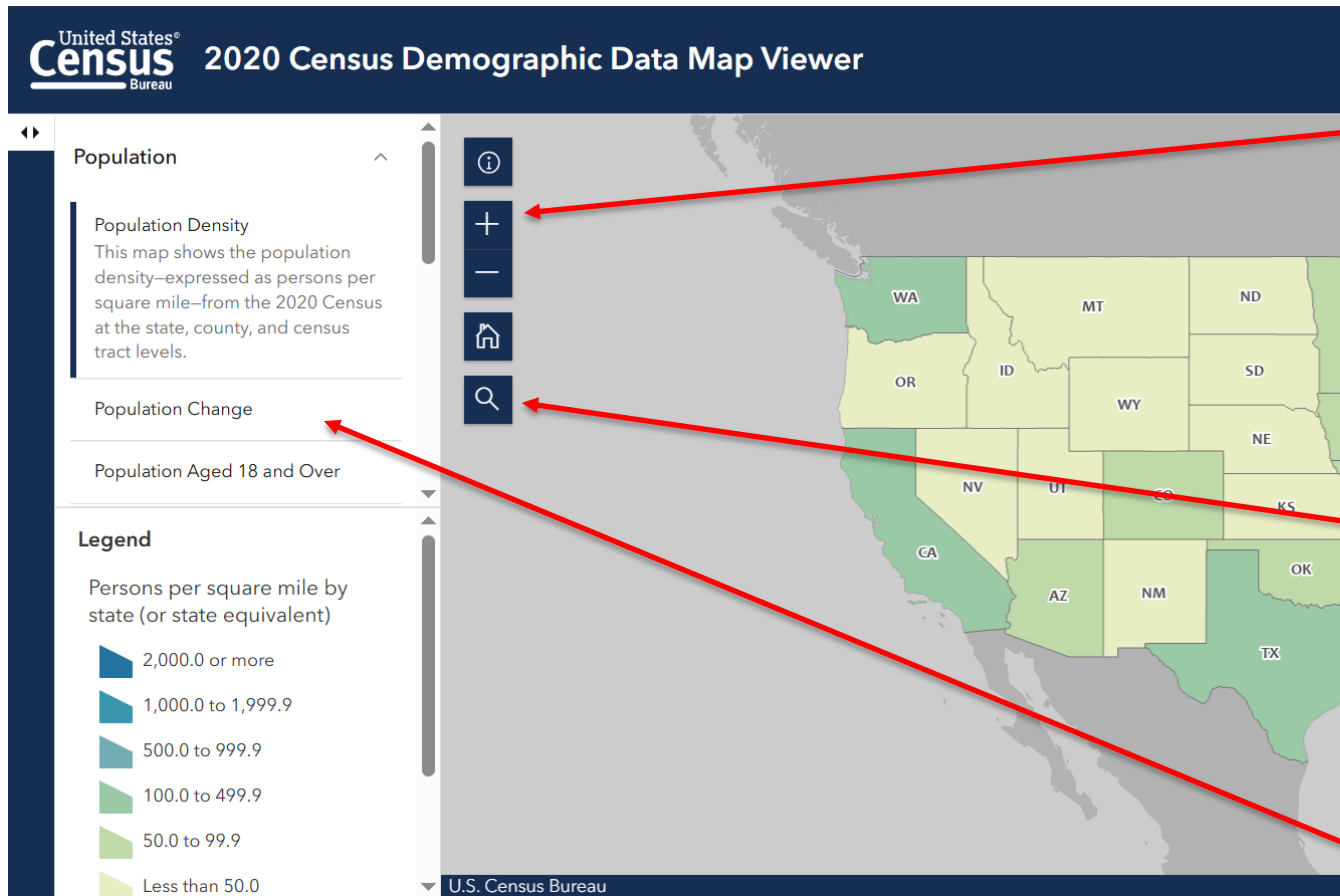 United States®
Census
Bureau
2020 Census Demographic Data Map Viewer
Population
Population Density
This map shows the population
density—expressed as persons per
square mile—from the 2020 Census
at the state, county, and census
tract levels.
Population Change
Population Aged 18 and Over
Legend
Persons per square mile by
state (or state equivalent)
2,000.0 or more
1,000.0 to 1,999.9
500.0 to 999.9
100.0 to 499.9
50.0 to 99.9
Less than 50.0
WA
MT
ND
OR
ID
SD
WY
NE
NV
UT
CO
KS
CA
AZ
NM
OK
TX
U.S. Census Bureau